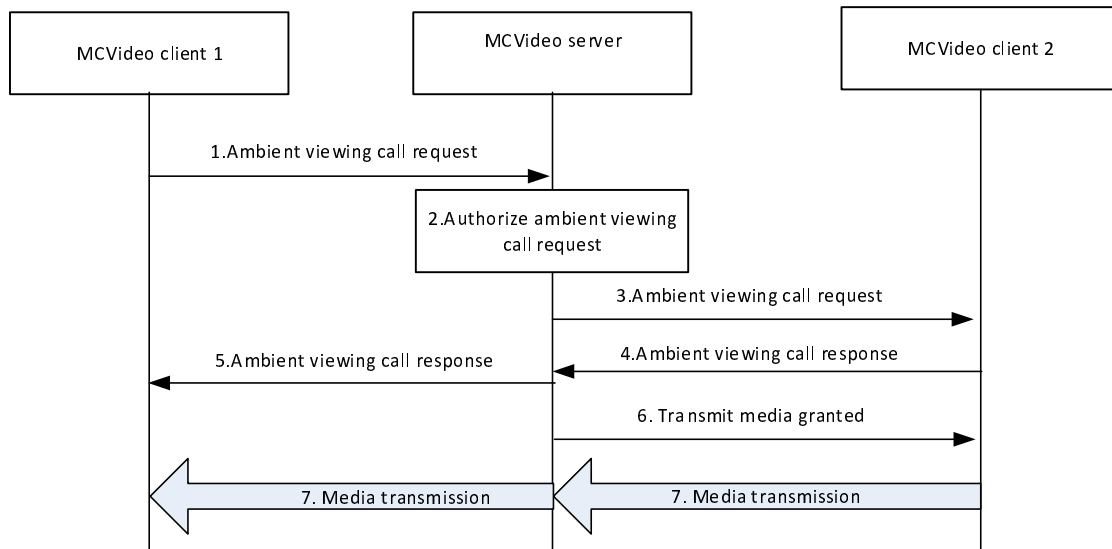 MCVideo client 1
MCVideo server
MCVideo client 2
1.Ambient viewing call request
2.Authorize ambient viewing
call request
3.Ambient viewing call request
4.Ambient viewing call response
5.Ambient viewing call response
6. Transmit media granted
7. Media transmission
7. Media transmission